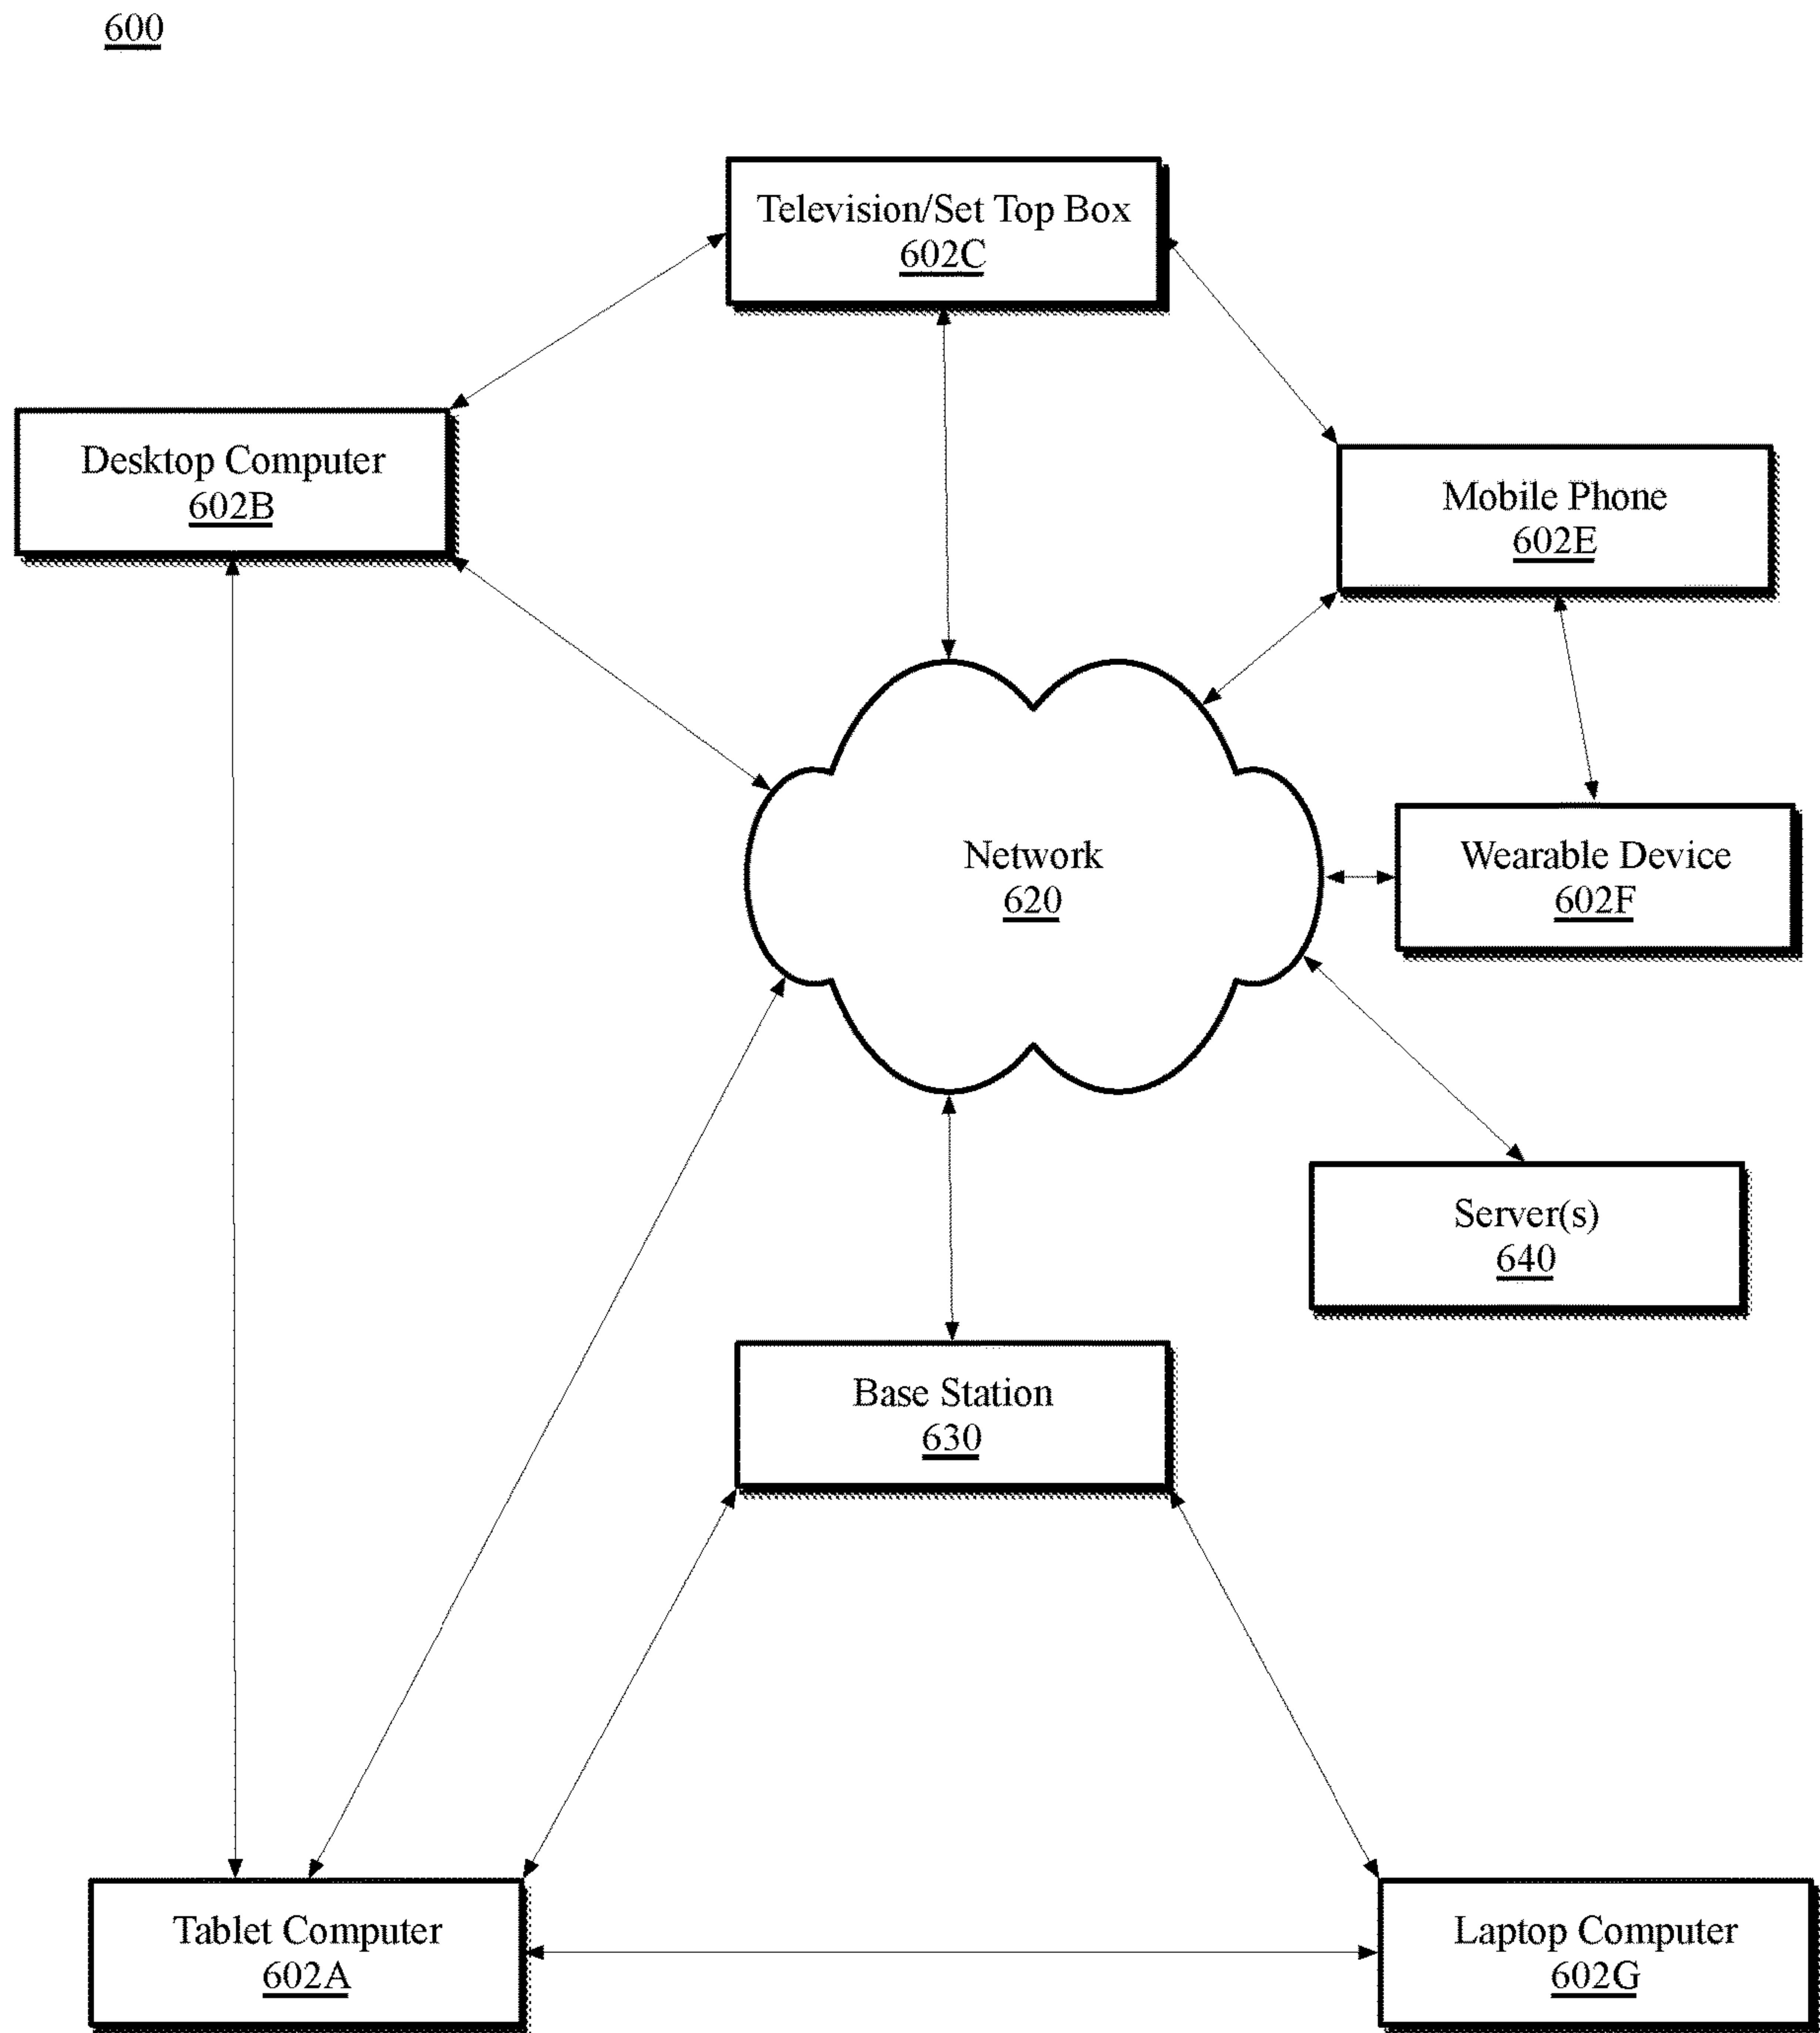 600
Television/Set Top Box
602C
Desktop Computer
602B
Mobile Phone
602E
Network
620
Wearable Device
602F
Server(s)
640
Base Station
630
Tablet Computer
602A
Laptop Computer
602G